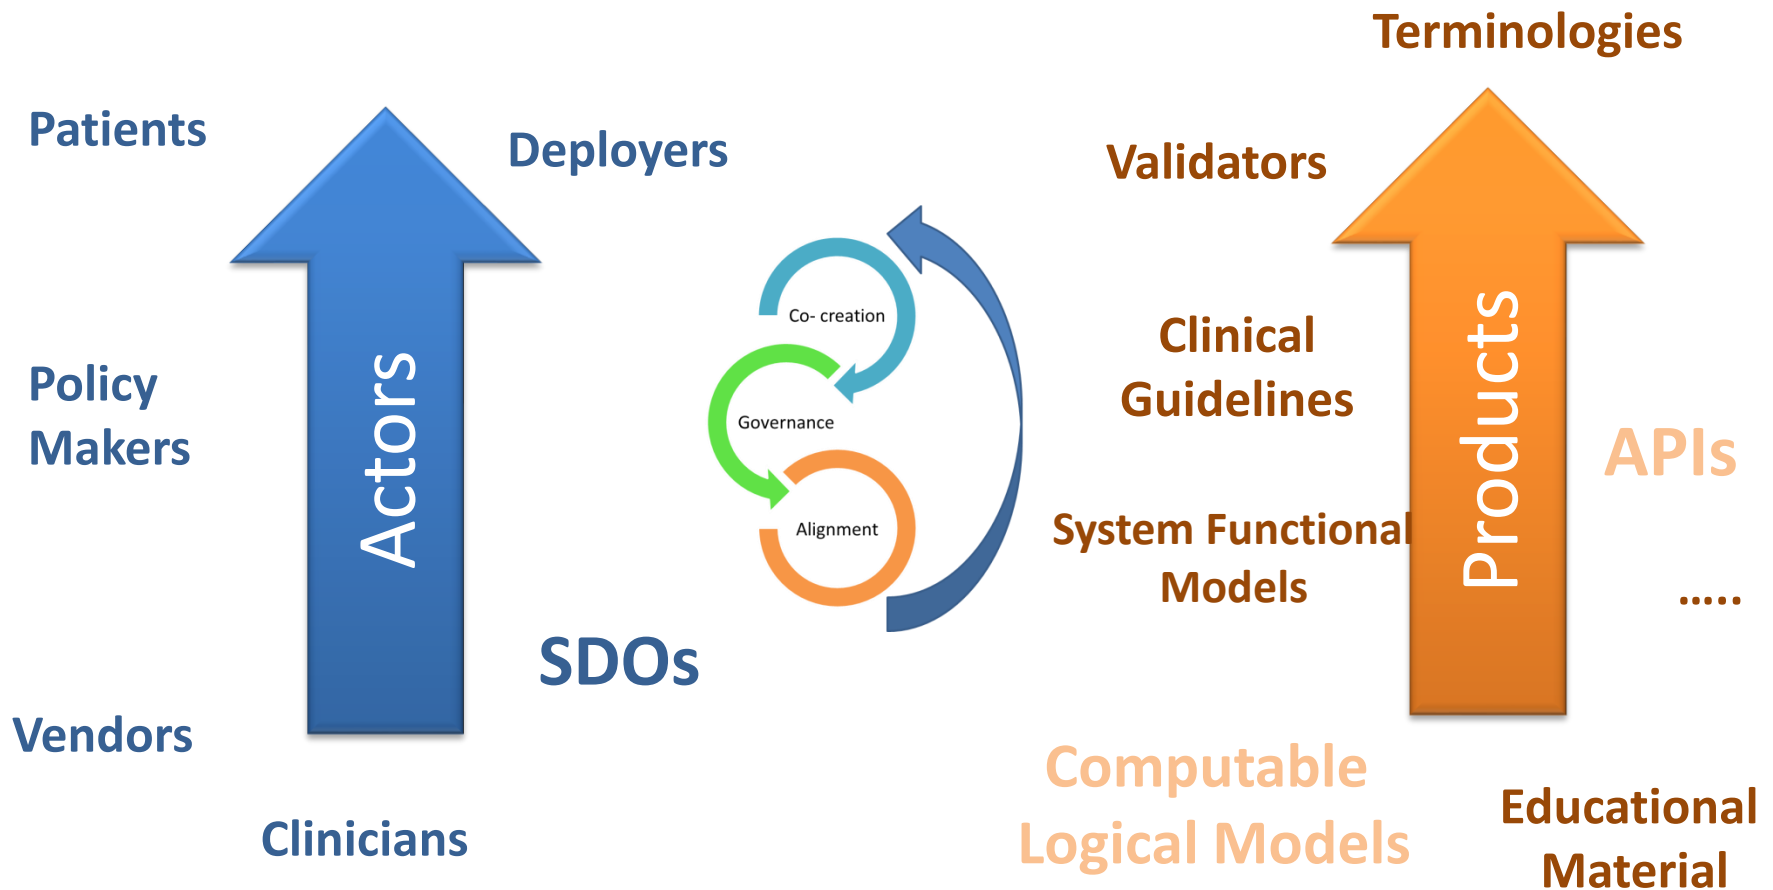 Patients
Deployers
Policy
Makers
Actors
SDOs
Vendors
Clinicians
Co- creation
Governance
Alignment
Terminologies
Validators
Clinical
Guidelines
Products
APIs
System Functional
Models
.....
Computable
Logical Models
Educational
Material